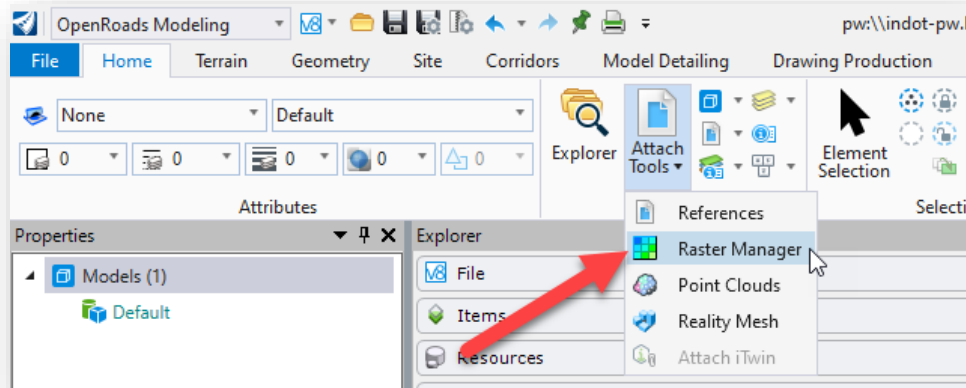 OpenRoads Modeling V8 pw:\\indot-pw.
File Home Terrain Geometry Site Corridors Model Detailing Drawing Production
None Default
0 0 0 0 0
Explorer
Attach
Tools
Element
Selection
Attributes
Selecti
References
Raster Manager
Point Clouds
Reality Mesh
Attach iTwin
Properties
Models (1)
Default
Explorer
V8 File
Items
Resources